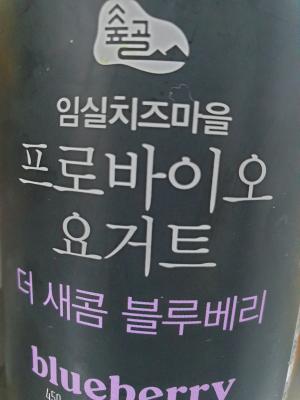 숲골
임실치즈마을
프로바이오
요거트
더 새콤 블루베리
blueberry
450